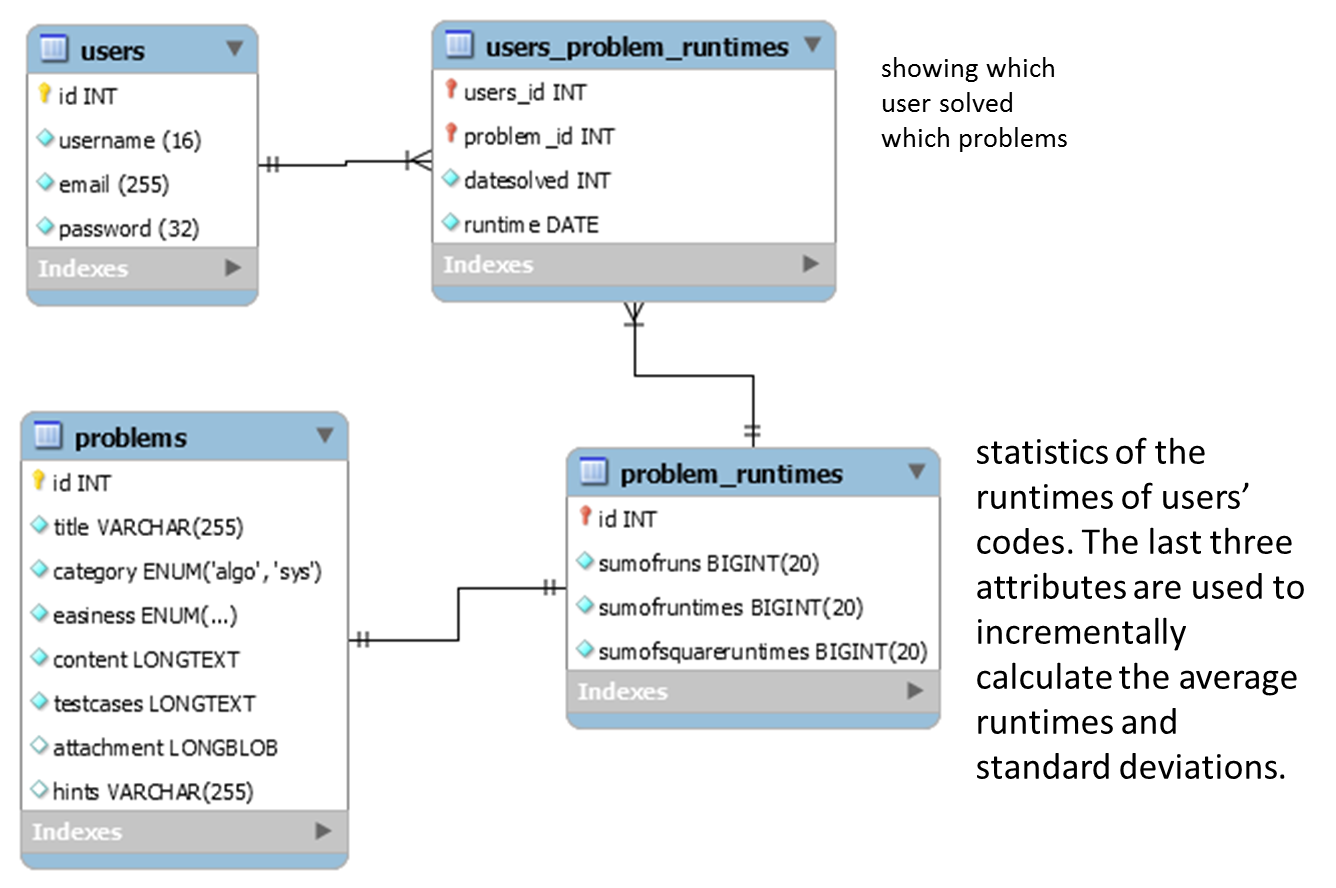 users
id INT
username (16)
email (255)
password (32)
Indexes
users_problem_runtimes
users_id INT
problem_id INT
datesolved INT
runtime DATE
Indexes
showing which
user solved
which problems
problems
id INT
title VARCHAR(255)
category ENUM('algo', 'sys')
easiness ENUM(...)
content LONGTEXT
testcases LONGTEXT
attachment LONGBLOB
hints VARCHAR(255)
Indexes
problem_runtimes
id INT
sumofruns BIGINT(20)
sumofruntimes BIGINT(20)
sumofsquareruntimes BIGINT(20)
Indexes
statistics of the
runtimes of users’
codes. The last three
attributes are used to
incrementally
calculate the average
runtimes and
standard deviations.